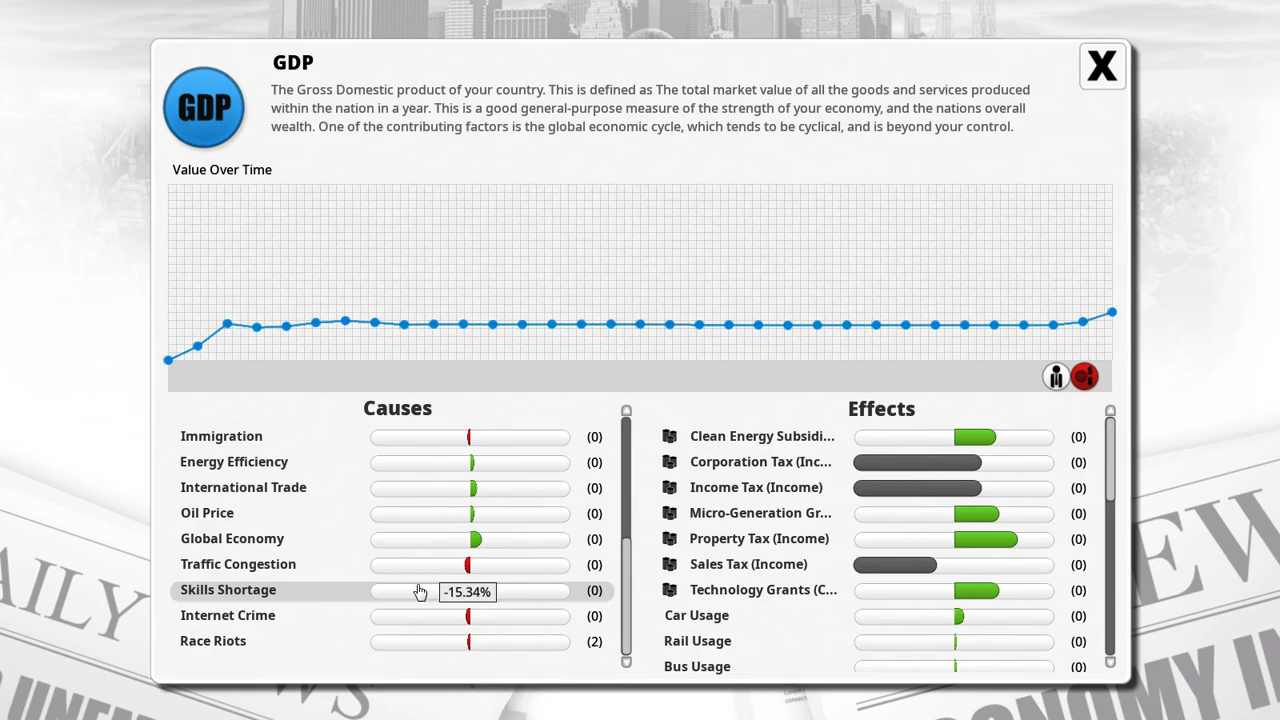 GDP
The Gross Domestic product of your country. This is defined as The total market value of all the goods and services produced
within the nation in a year. This is a good general-purpose measure of the strength of your economy, and the nations overall
wealth. One of the contributing factors is the global economic cycle, which tends to be cyclical, and is beyond your control.
GDP
X
Value Over Time
Causes
Immigration (0)
Energy Efficiency (0)
International Trade (0)
Oil Price (0)
Global Economy (0)
Traffic Congestion (0)
Skills Shortage -15.34% (0)
Internet Crime (0)
Race Riots (2)
Effects
Clean Energy Subsidi... (0)
Corporation Tax (Inc... (0)
Income Tax (Income) (0)
Micro-Generation Gr... (0)
Property Tax (Income) (0)
Sales Tax (Income) (0)
Technology Grants (C... (0)
Car Usage (0)
Rail Usage (0)
Bus Usage (0)